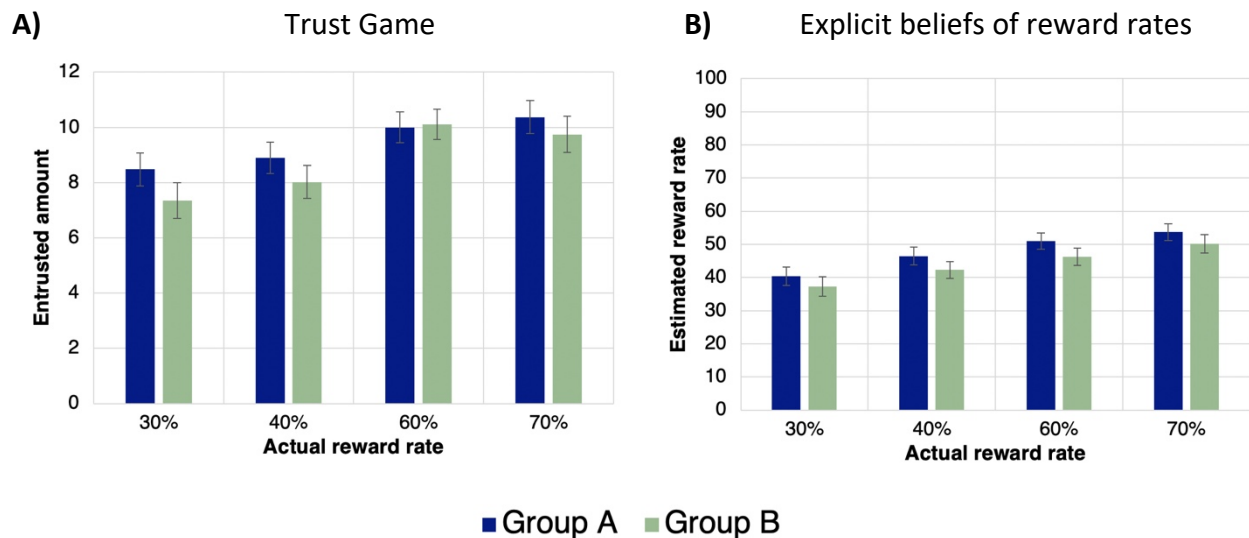 A) Trust Game
12
10
8
6
4
2
0
Entrusted amount
30% 40% 60% 70%
Actual reward rate
B) Explicit beliefs of reward rates
100
90
80
70
60
50
40
30
20
10
0
Estimated reward rate
30% 40% 60% 70%
Actual reward rate
Group A Group B